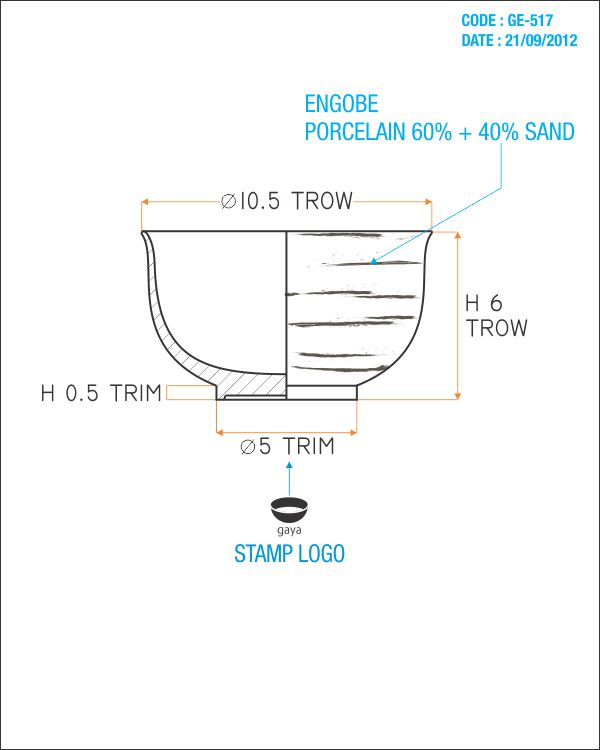 CODE : GE-517
DATE : 21/09/2012
ENGOBE
PORCELAIN 60% + 40% SAND
∅10.5 TROW
H 6
TROW
H 0.5 TRIM
∅5 TRIM
gaya
STAMP LOGO